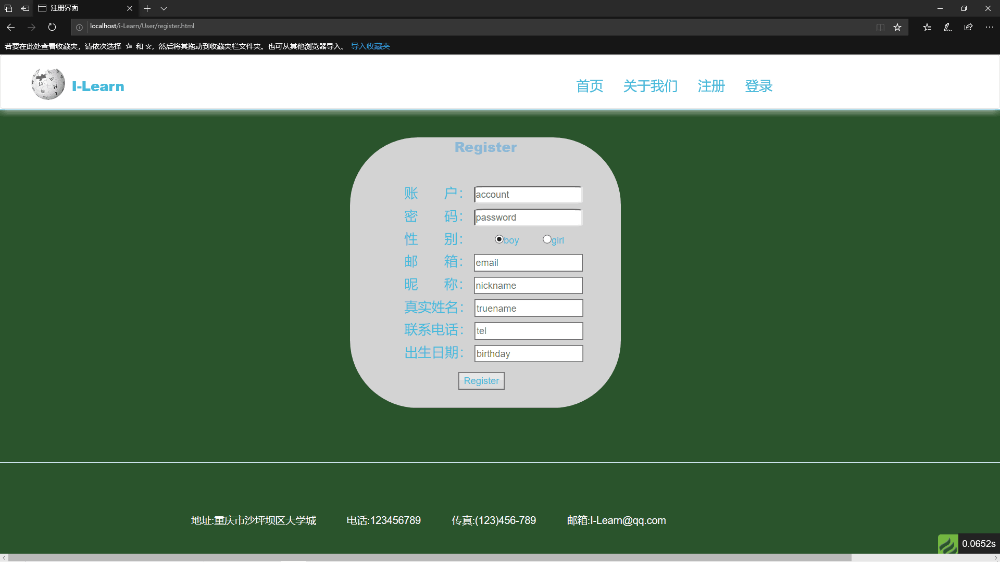 注册界面
localhost/i-Learn/User/register.html
若要在此处查看收藏夹，请依次选择 和 ，然后将其拖动到收藏夹栏文件夹。也可从其他浏览器导入。 导入收藏夹
I-Learn 首页 关于我们 注册 登录
Register
账 户： account
密 码： password
性 别： boy girl
邮 箱： email
昵 称： nickname
真实姓名： truename
联系电话： tel
出生日期： birthday
Register
地址:重庆市沙坪坝区大学城 电话:123456789 传真:(123)456-789 邮箱:I-Learn@qq.com
0.0652s